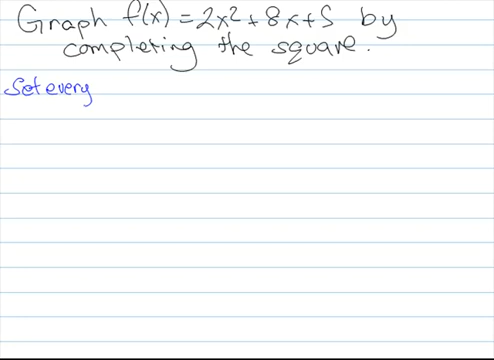 Graph f(x) = 2x² + 8x + 5 by
completing the square.
Set every